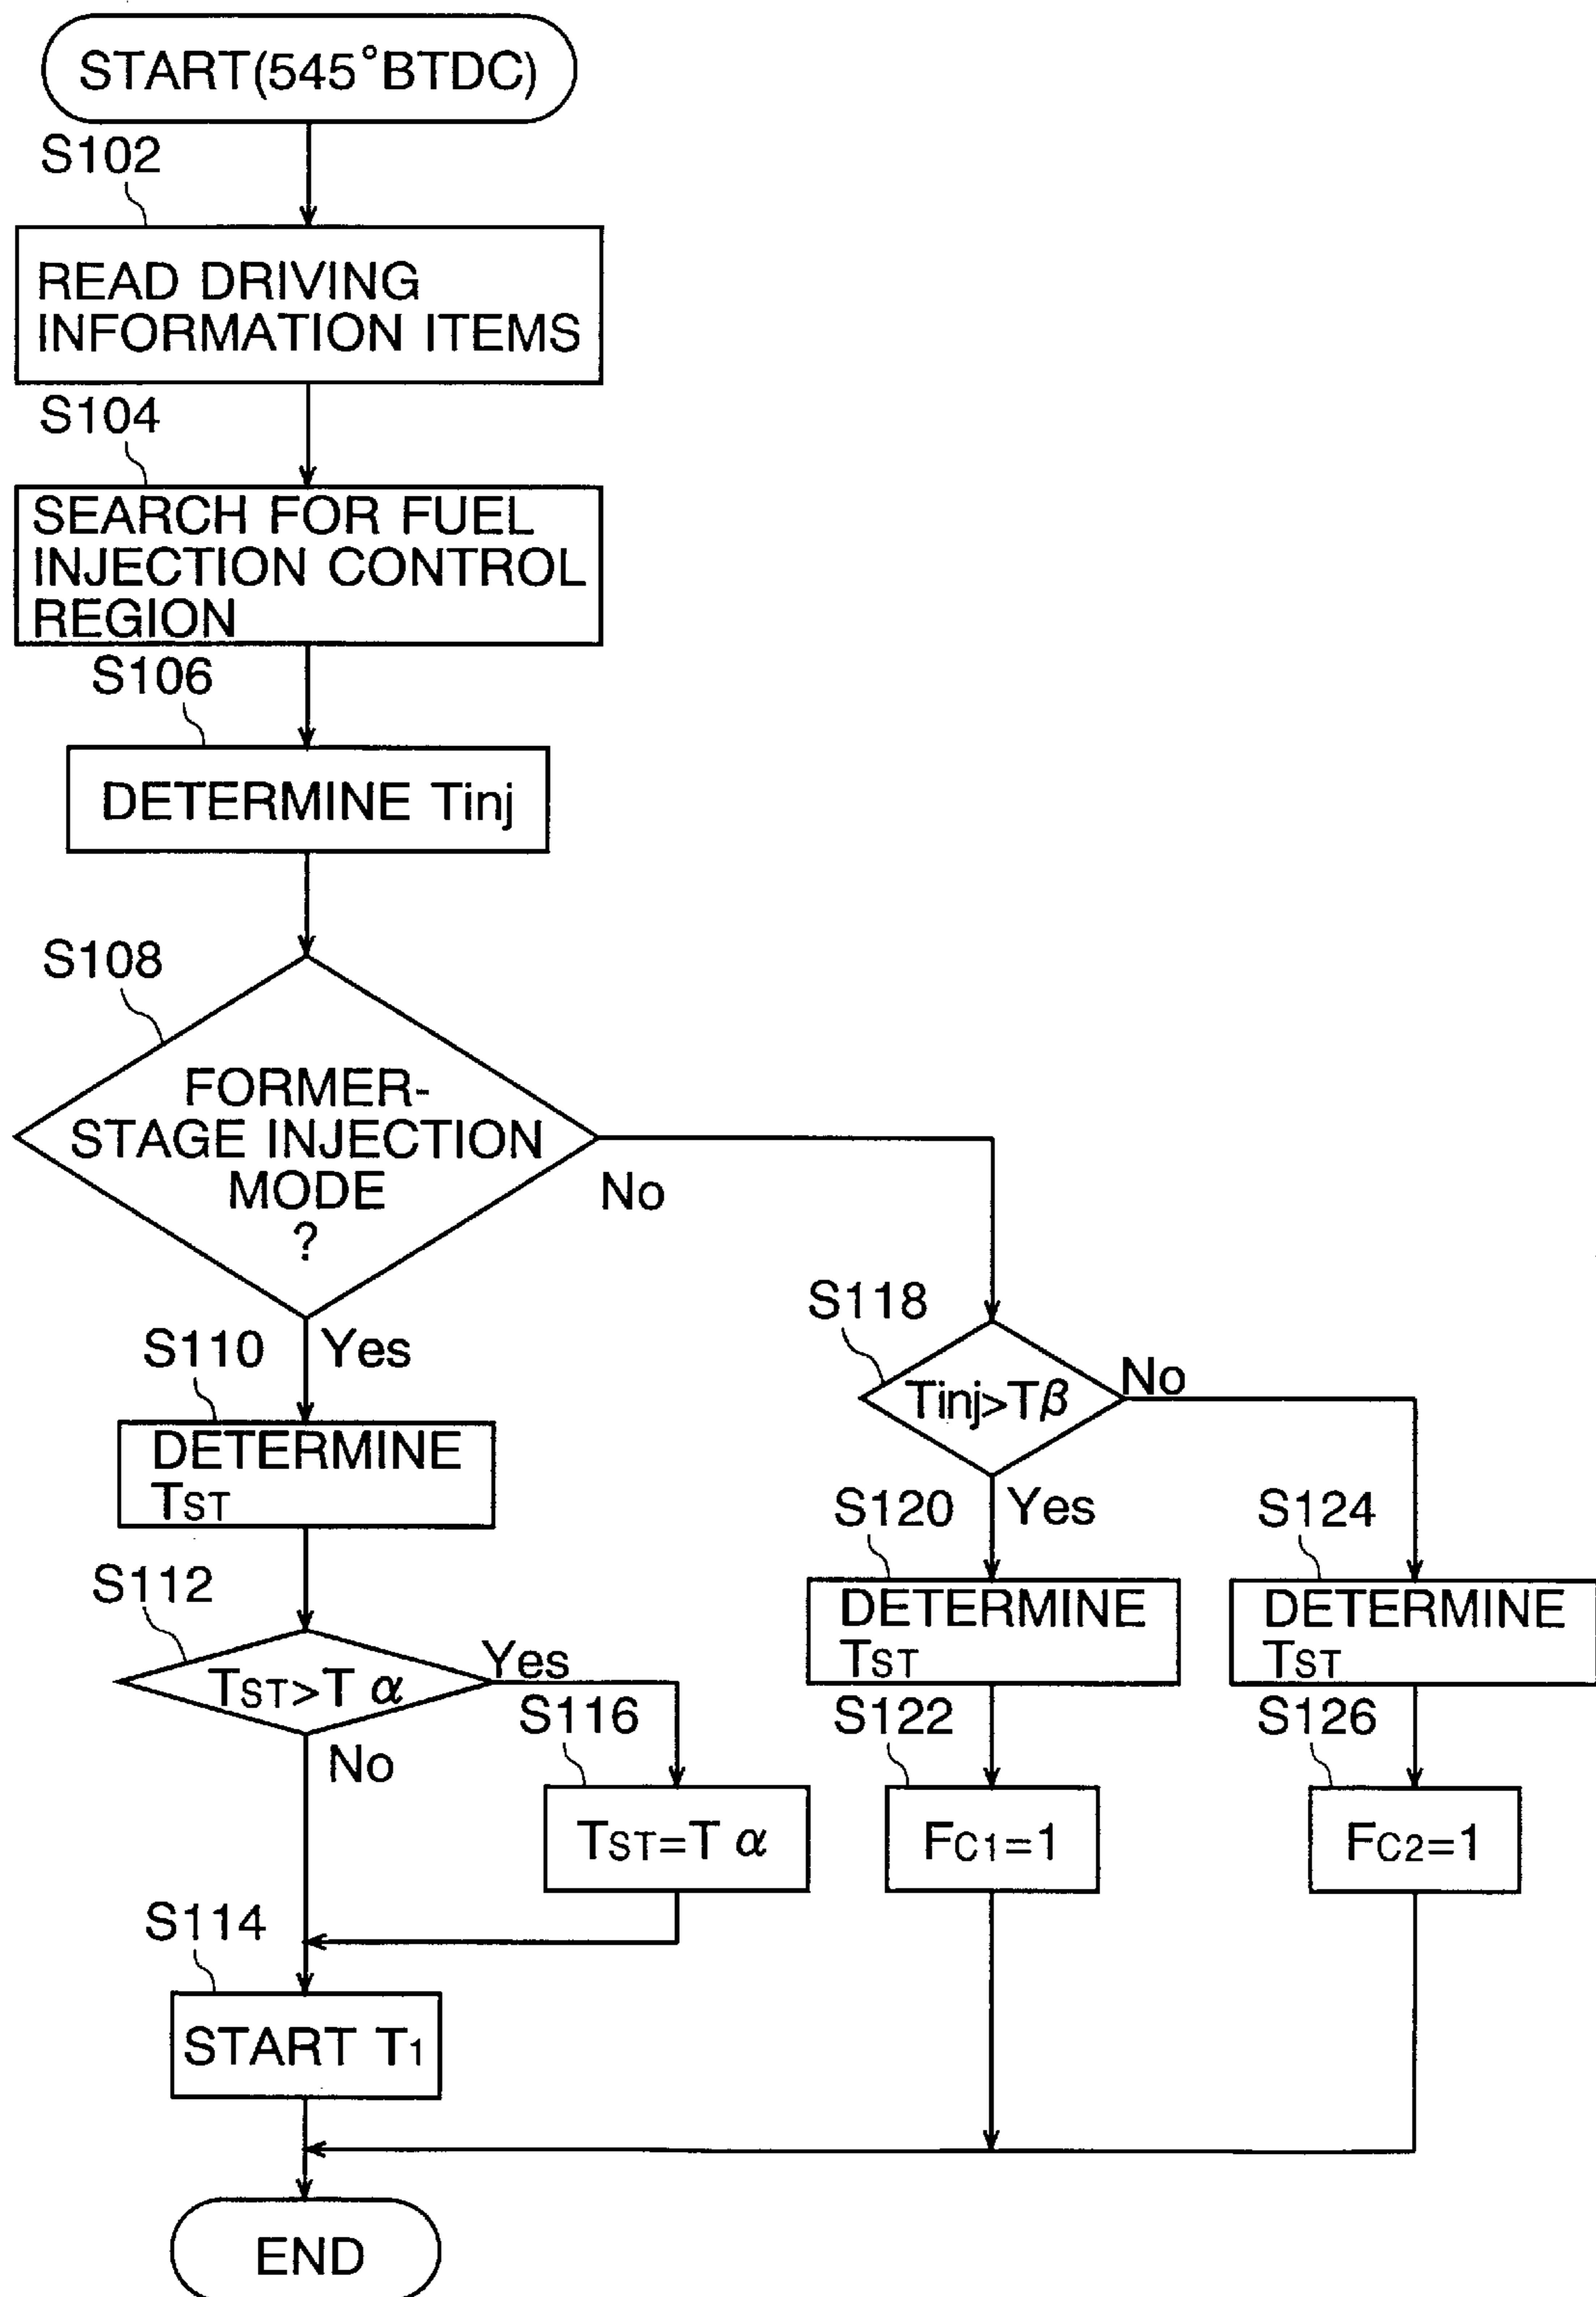 START(545°BTDC)
S102
READ DRIVING
INFORMATION ITEMS
S104
SEARCH FOR FUEL
INJECTION CONTROL
REGION
S106
DETERMINE Tinj
S108
FORMER-
STAGE INJECTION
MODE
?
No
Yes
S110
DETERMINE
TST
S112
TST>Tα
Yes
No
S116
TST=Tα
S114
START T1
S118
Tinj>Tβ
No
Yes
S120
DETERMINE
TST
S122
FC1=1
S124
DETERMINE
TST
S126
FC2=1
END